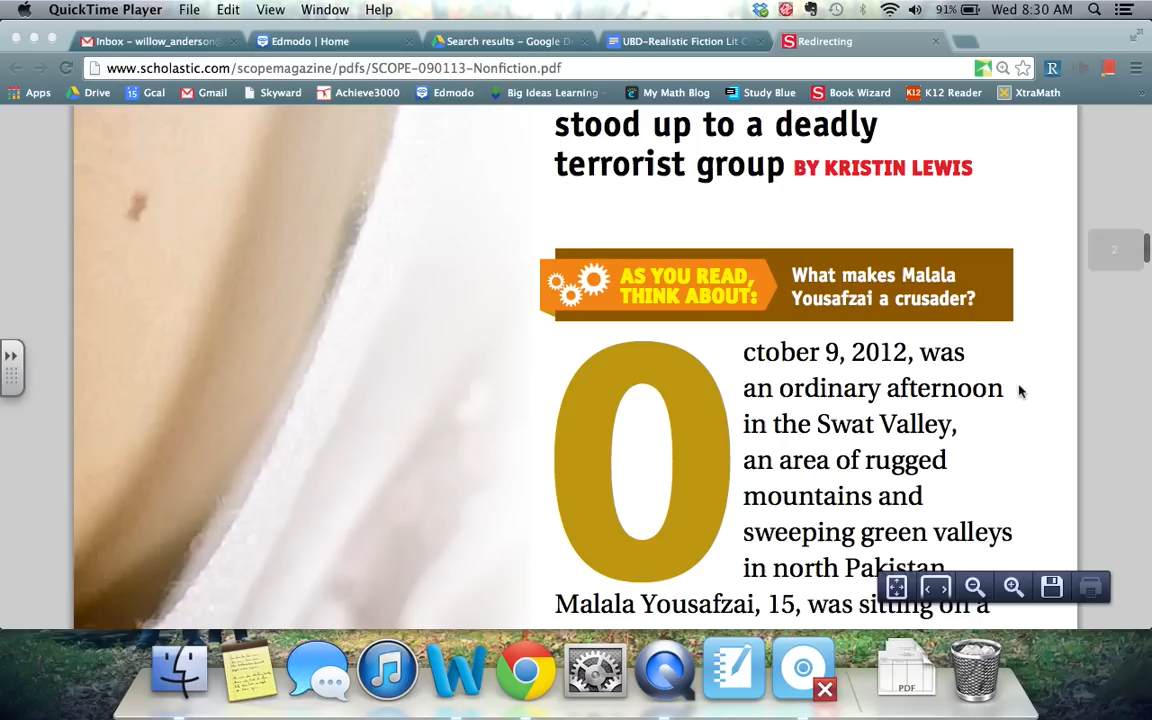 QuickTime Player File Edit View Window Help 91% Wed 8:30 AM
Inbox - willow_anderson@ Edmodo | Home Search results - Google D UBD-Realistic Fiction Lit C Redirecting
www.scholastic.com/scopemagazine/pdfs/SCOPE-090113-Nonfiction.pdf
Apps Drive 15 Gcal Gmail Skyward Achieve3000 Edmodo Big Ideas Learning My Math Blog Study Blue Book Wizard K12 K12 Reader XtraMath
stood up to a deadly
terrorist group BY KRISTIN LEWIS
2
AS YOU READ,
THINK ABOUT:
What makes Malala
Yousafzai a crusader?
October 9, 2012, was
an ordinary afternoon
in the Swat Valley,
an area of rugged
mountains and
sweeping green valleys
in north Pakistan.
Malala Yousafzai, 15, was sitting on a
PDF